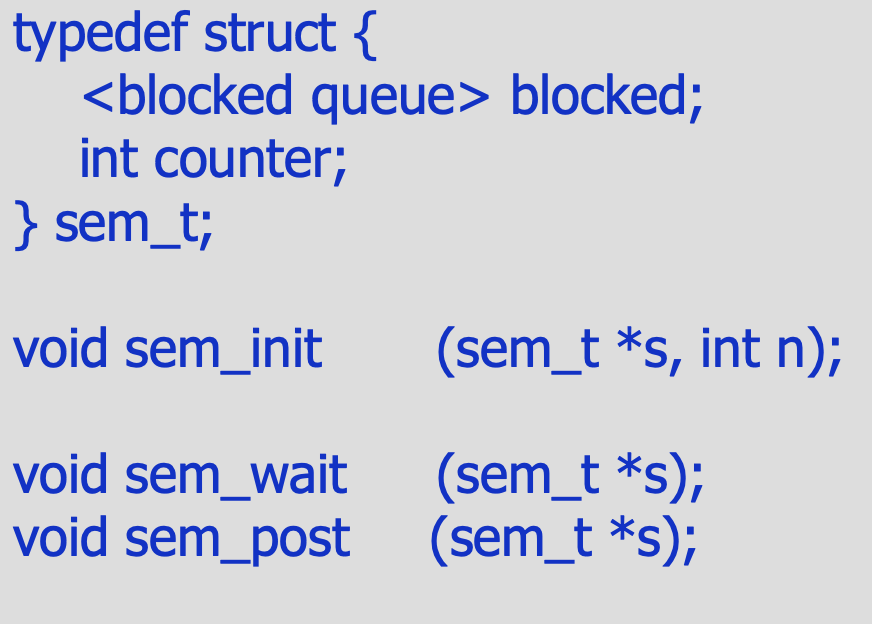 typedef struct {
<blocked queue> blocked;
int counter;
} sem_t;
void sem_init (sem_t *s, int n);
void sem_wait (sem_t *s);
void sem_post (sem_t *s);